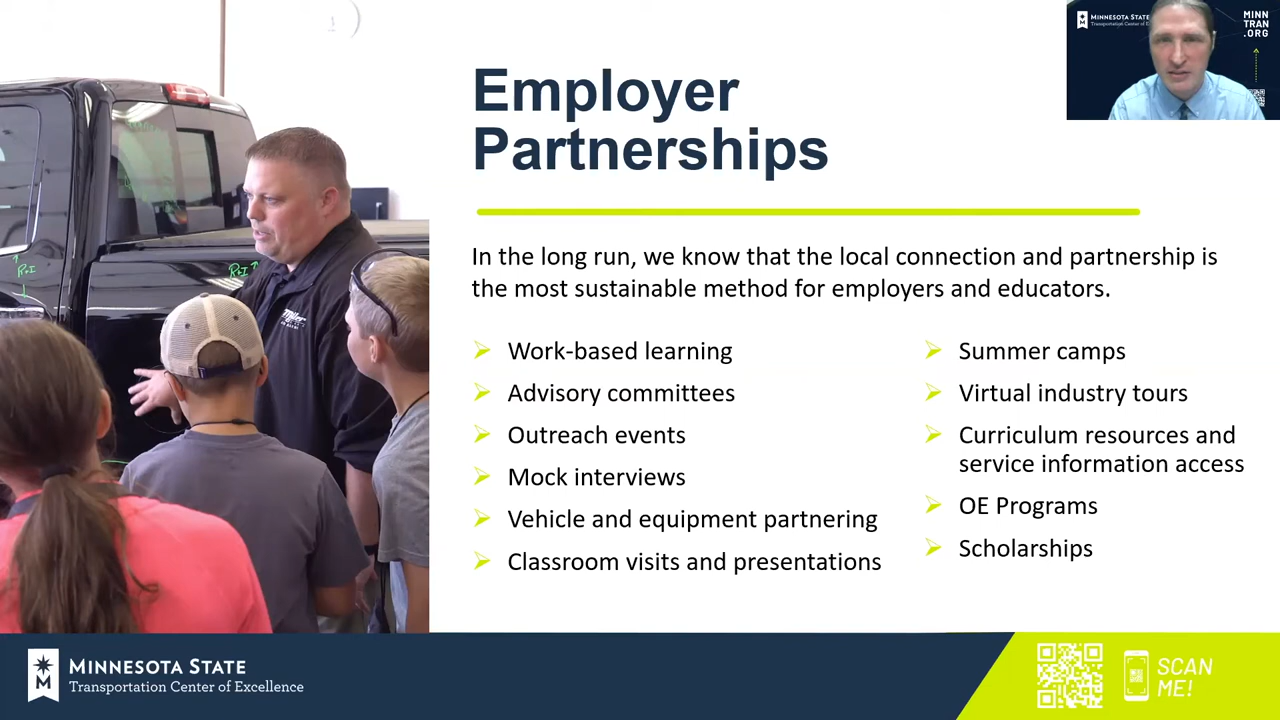 MINNESOTA STATE
MINN
TRAN
.ORG
Employer
Partnerships
In the long run, we know that the local connection and partnership is
the most sustainable method for employers and educators.
Work-based learning
Advisory committees
Outreach events
Mock interviews
Vehicle and equipment partnering
Classroom visits and presentations
Summer camps
Virtual industry tours
Curriculum resources and
service information access
OE Programs
Scholarships
R+I
R+I
M
MINNESOTA STATE
Transportation Center of Excellence
SCAN
ME!